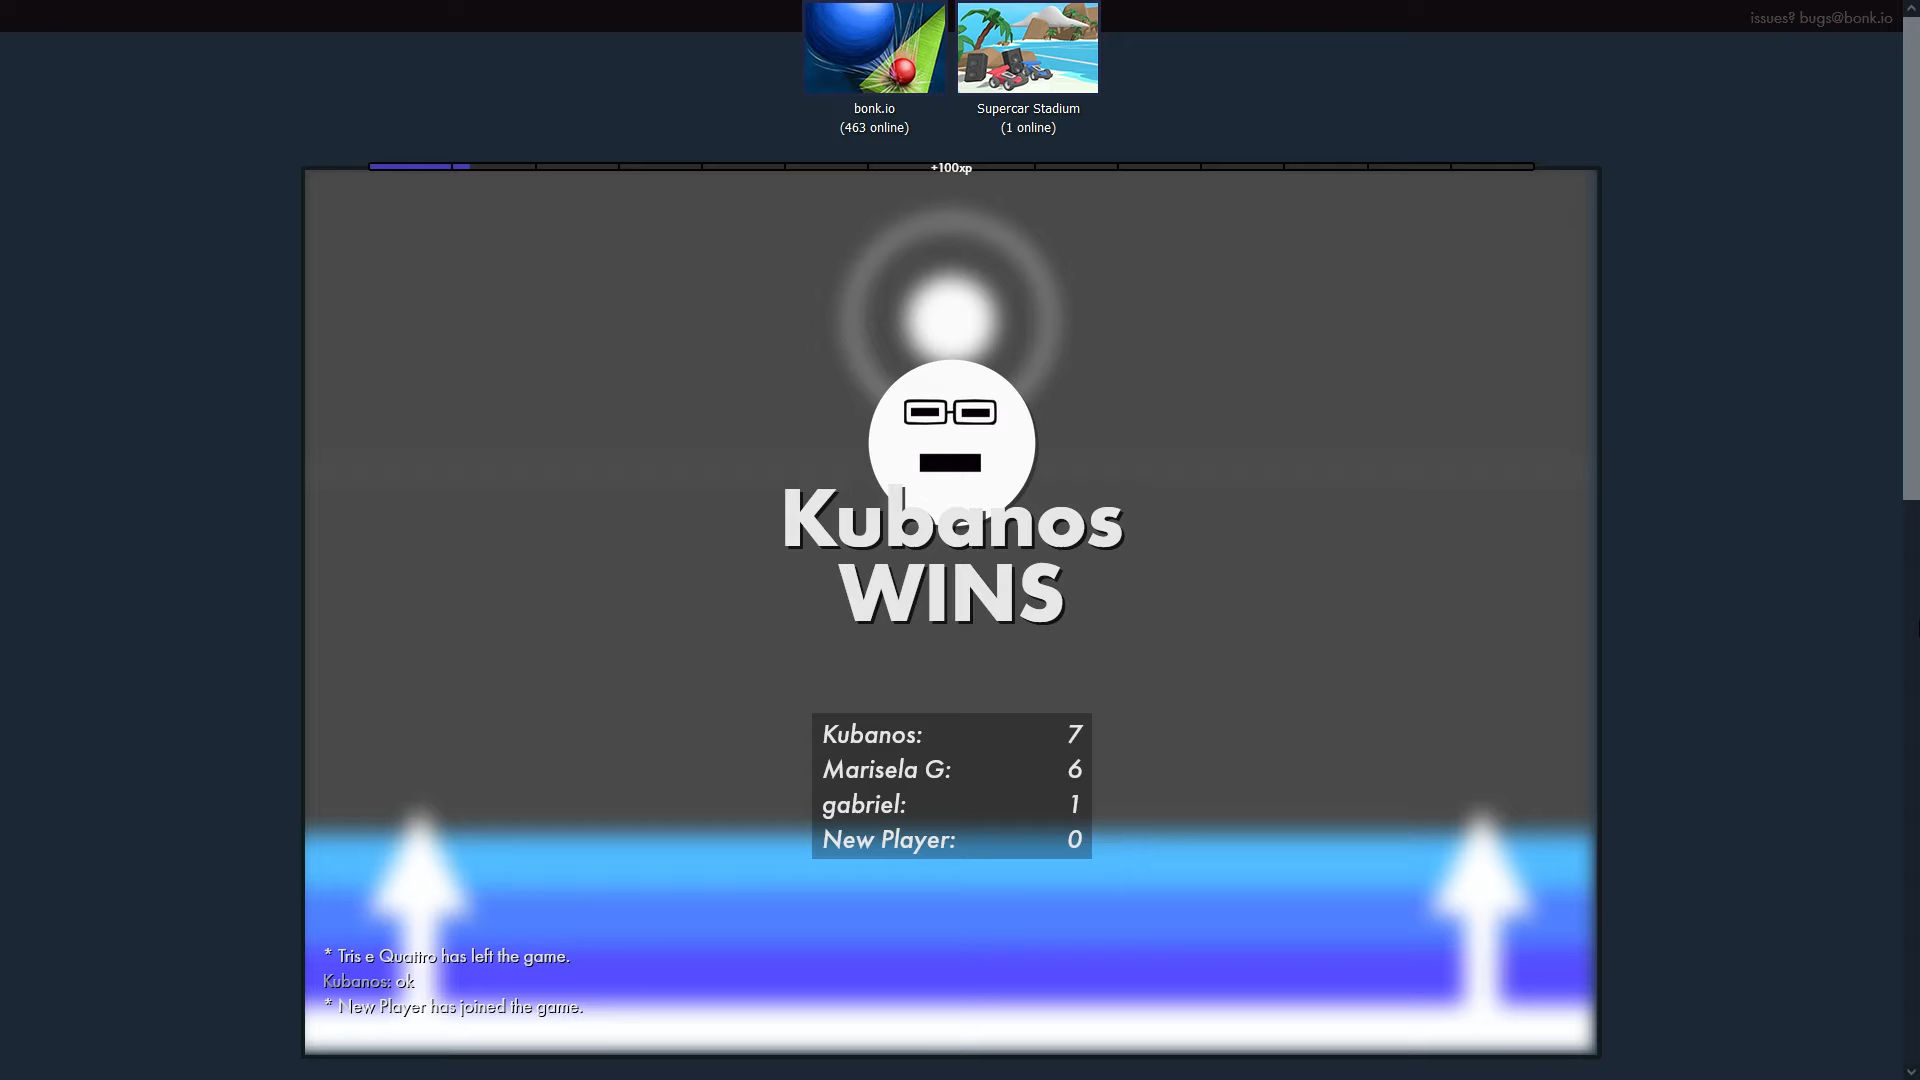 issues? bugs@bonk.io
bonk.io
(463 online)
Supercar Stadium
(1 online)
+100xp
Kubanos
WINS
Kubanos: 7
Marisela G: 6
gabriel: 1
New Player: 0
* Tris e Quattro has left the game.
Kubanos: ok
* New Player has joined the game.